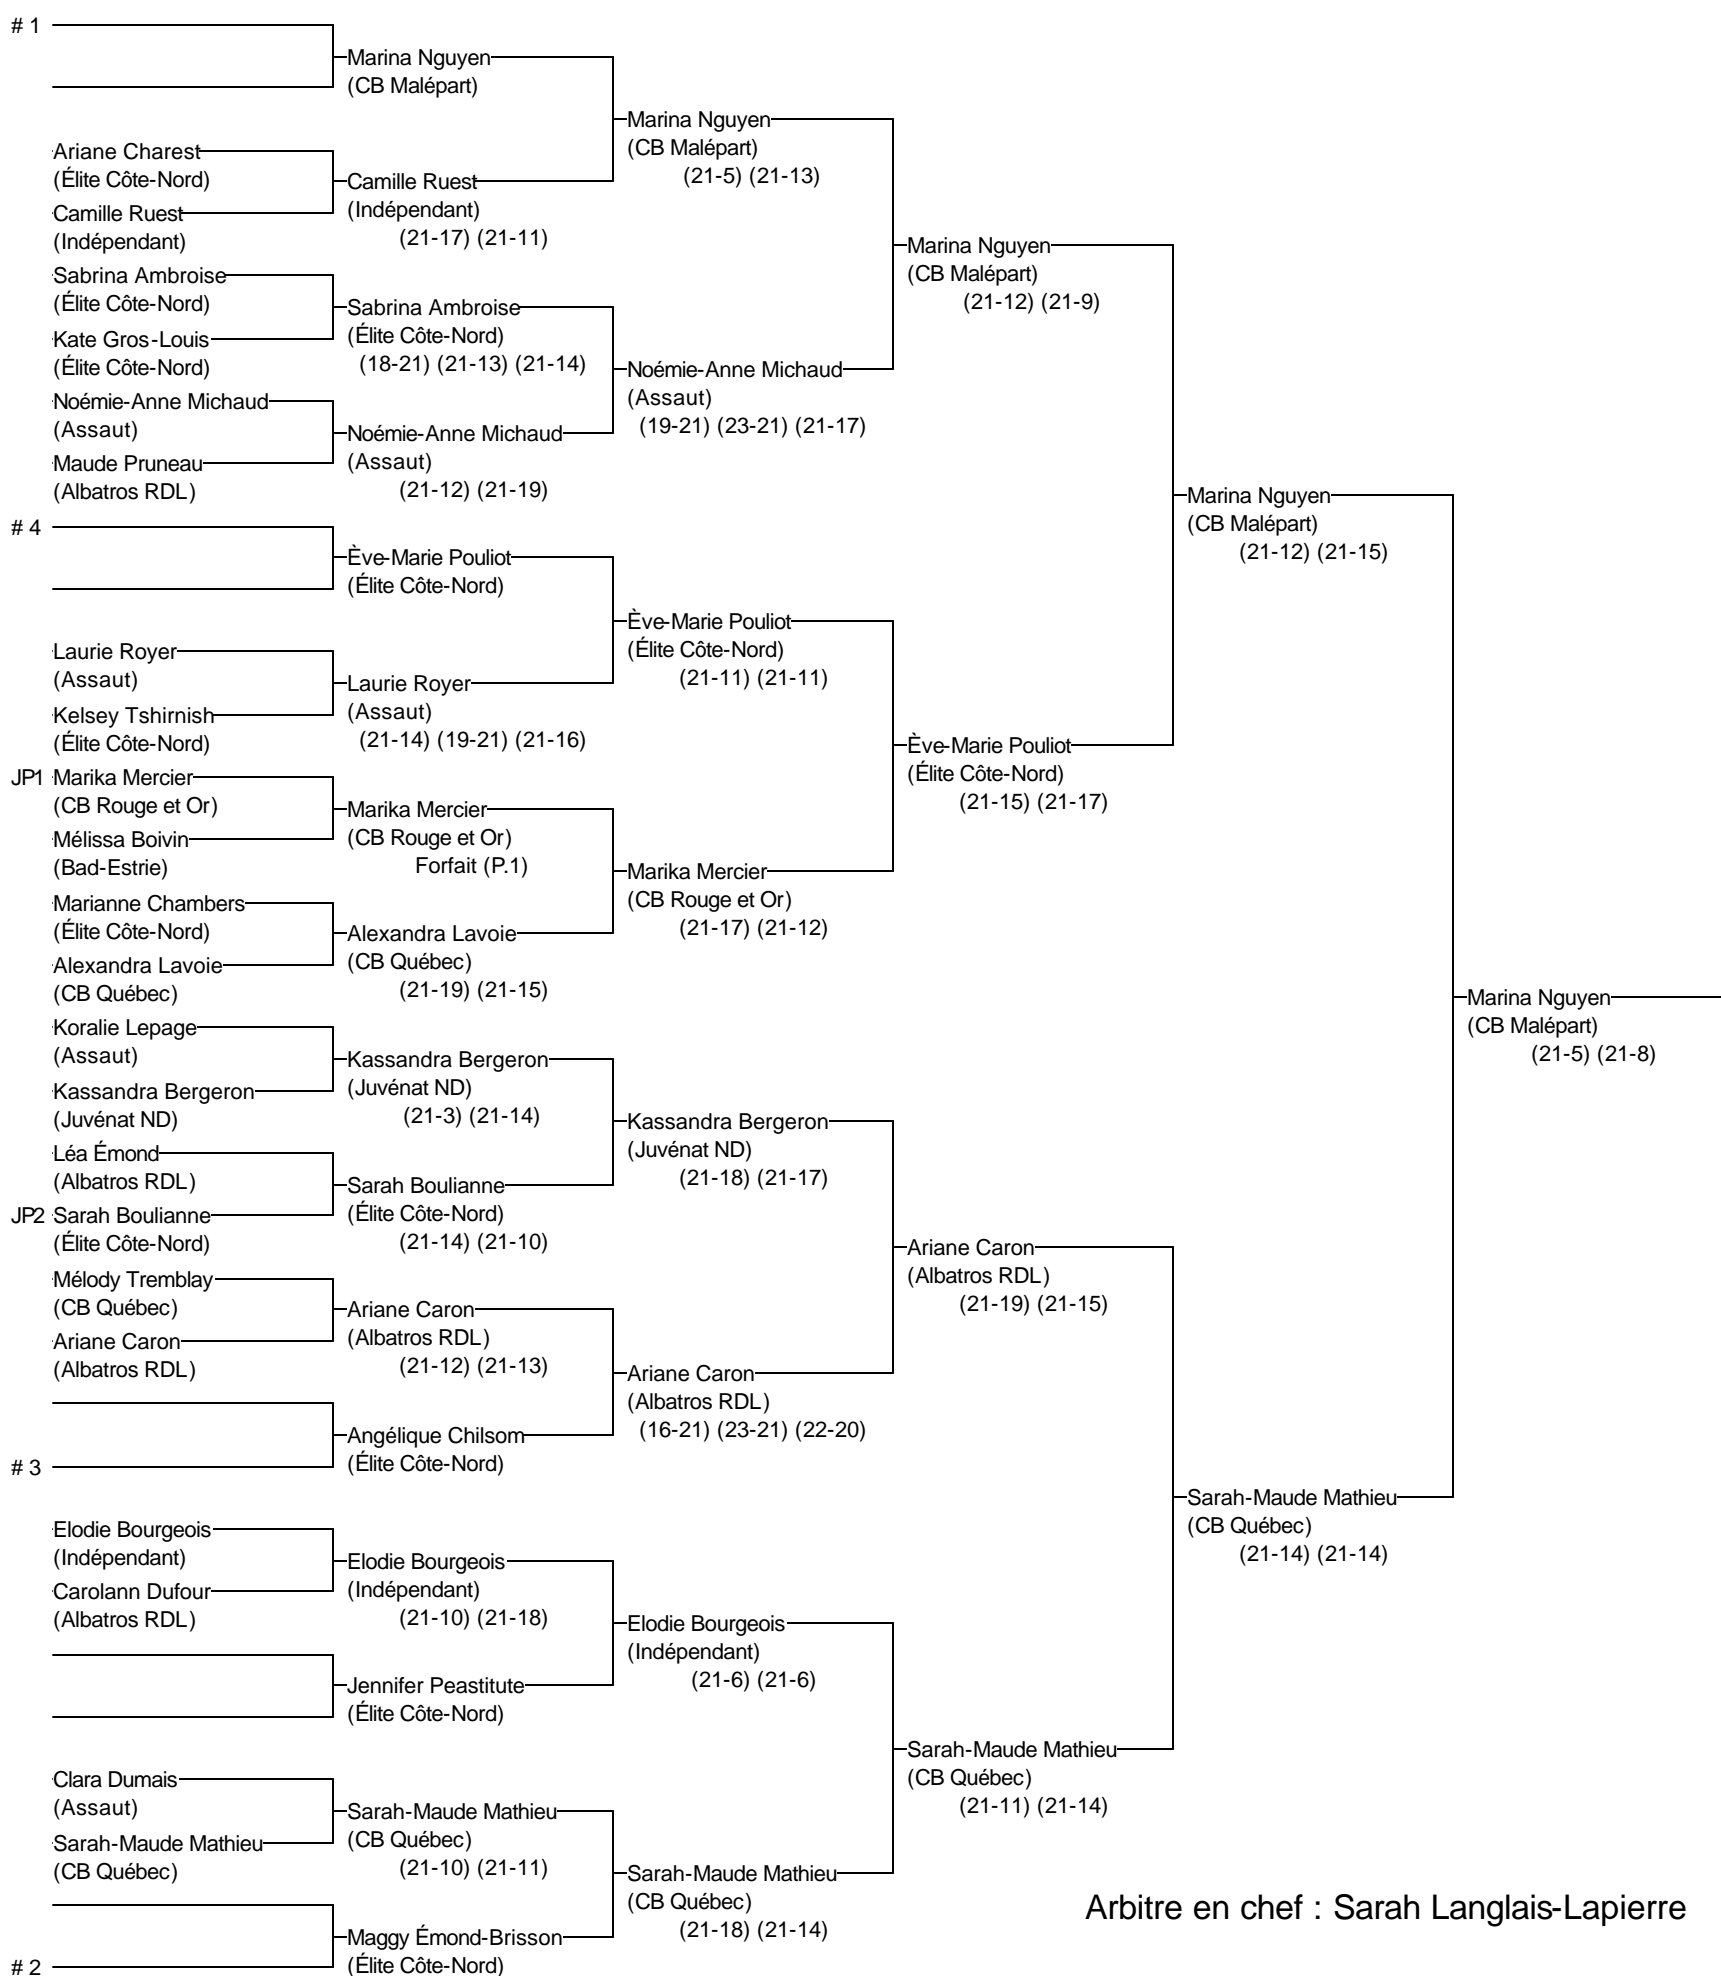 # 1
Marina Nguyen
(CB Malépart)
Marina Nguyen
(CB Malépart)
(21-5) (21-13)
Ariane Charest
(Élite Côte-Nord)
Camille Ruest
(Indépendant)
Camille Ruest
(Indépendant)
(21-17) (21-11)
Marina Nguyen
(CB Malépart)
(21-12) (21-9)
Sabrina Ambroise
(Élite Côte-Nord)
Kate Gros-Louis
(Élite Côte-Nord)
Sabrina Ambroise
(Élite Côte-Nord)
(18-21) (21-13) (21-14)
Noémie-Anne Michaud
(Assaut)
(19-21) (23-21) (21-17)
Noémie-Anne Michaud
(Assaut)
Maude Pruneau
(Albatros RDL)
Noémie-Anne Michaud
(Assaut)
(21-12) (21-19)
Marina Nguyen
(CB Malépart)
(21-12) (21-15)
# 4
Ève-Marie Pouliot
(Élite Côte-Nord)
Ève-Marie Pouliot
(Élite Côte-Nord)
(21-11) (21-11)
Laurie Royer
(Assaut)
Kelsey Tshirnish
(Élite Côte-Nord)
Laurie Royer
(Assaut)
(21-14) (19-21) (21-16)
Ève-Marie Pouliot
(Élite Côte-Nord)
(21-15) (21-17)
JP1 Marika Mercier
(CB Rouge et Or)
Mélissa Boivin
(Bad-Estrie)
Marika Mercier
(CB Rouge et Or)
Forfait (P.1)
Marika Mercier
(CB Rouge et Or)
(21-17) (21-12)
Marianne Chambers
(Élite Côte-Nord)
Alexandra Lavoie
(CB Québec)
Alexandra Lavoie
(CB Québec)
(21-19) (21-15)
Marina Nguyen
(CB Malépart)
(21-5) (21-8)
Koralie Lepage
(Assaut)
Kassandra Bergeron
(Juvénat ND)
Kassandra Bergeron
(Juvénat ND)
(21-3) (21-14)
Kassandra Bergeron
(Juvénat ND)
(21-18) (21-17)
Léa Émond
(Albatros RDL)
JP2 Sarah Boulianne
(Élite Côte-Nord)
Sarah Boulianne
(Élite Côte-Nord)
(21-14) (21-10)
Ariane Caron
(Albatros RDL)
(21-19) (21-15)
Mélody Tremblay
(CB Québec)
Ariane Caron
(Albatros RDL)
Ariane Caron
(Albatros RDL)
(21-12) (21-13)
Ariane Caron
(Albatros RDL)
(16-21) (23-21) (22-20)
Angélique Chilsom
(Élite Côte-Nord)
# 3
Sarah-Maude Mathieu
(CB Québec)
(21-14) (21-14)
Elodie Bourgeois
(Indépendant)
Carolann Dufour
(Albatros RDL)
Elodie Bourgeois
(Indépendant)
(21-10) (21-18)
Elodie Bourgeois
(Indépendant)
(21-6) (21-6)
Jennifer Peastitute
(Élite Côte-Nord)
Sarah-Maude Mathieu
(CB Québec)
(21-11) (21-14)
Clara Dumais
(Assaut)
Sarah-Maude Mathieu
(CB Québec)
Sarah-Maude Mathieu
(CB Québec)
(21-10) (21-11)
Sarah-Maude Mathieu
(CB Québec)
(21-18) (21-14)
Maggy Émond-Brisson
(Élite Côte-Nord)
# 2
Arbitre en chef : Sarah Langlais-Lapierre